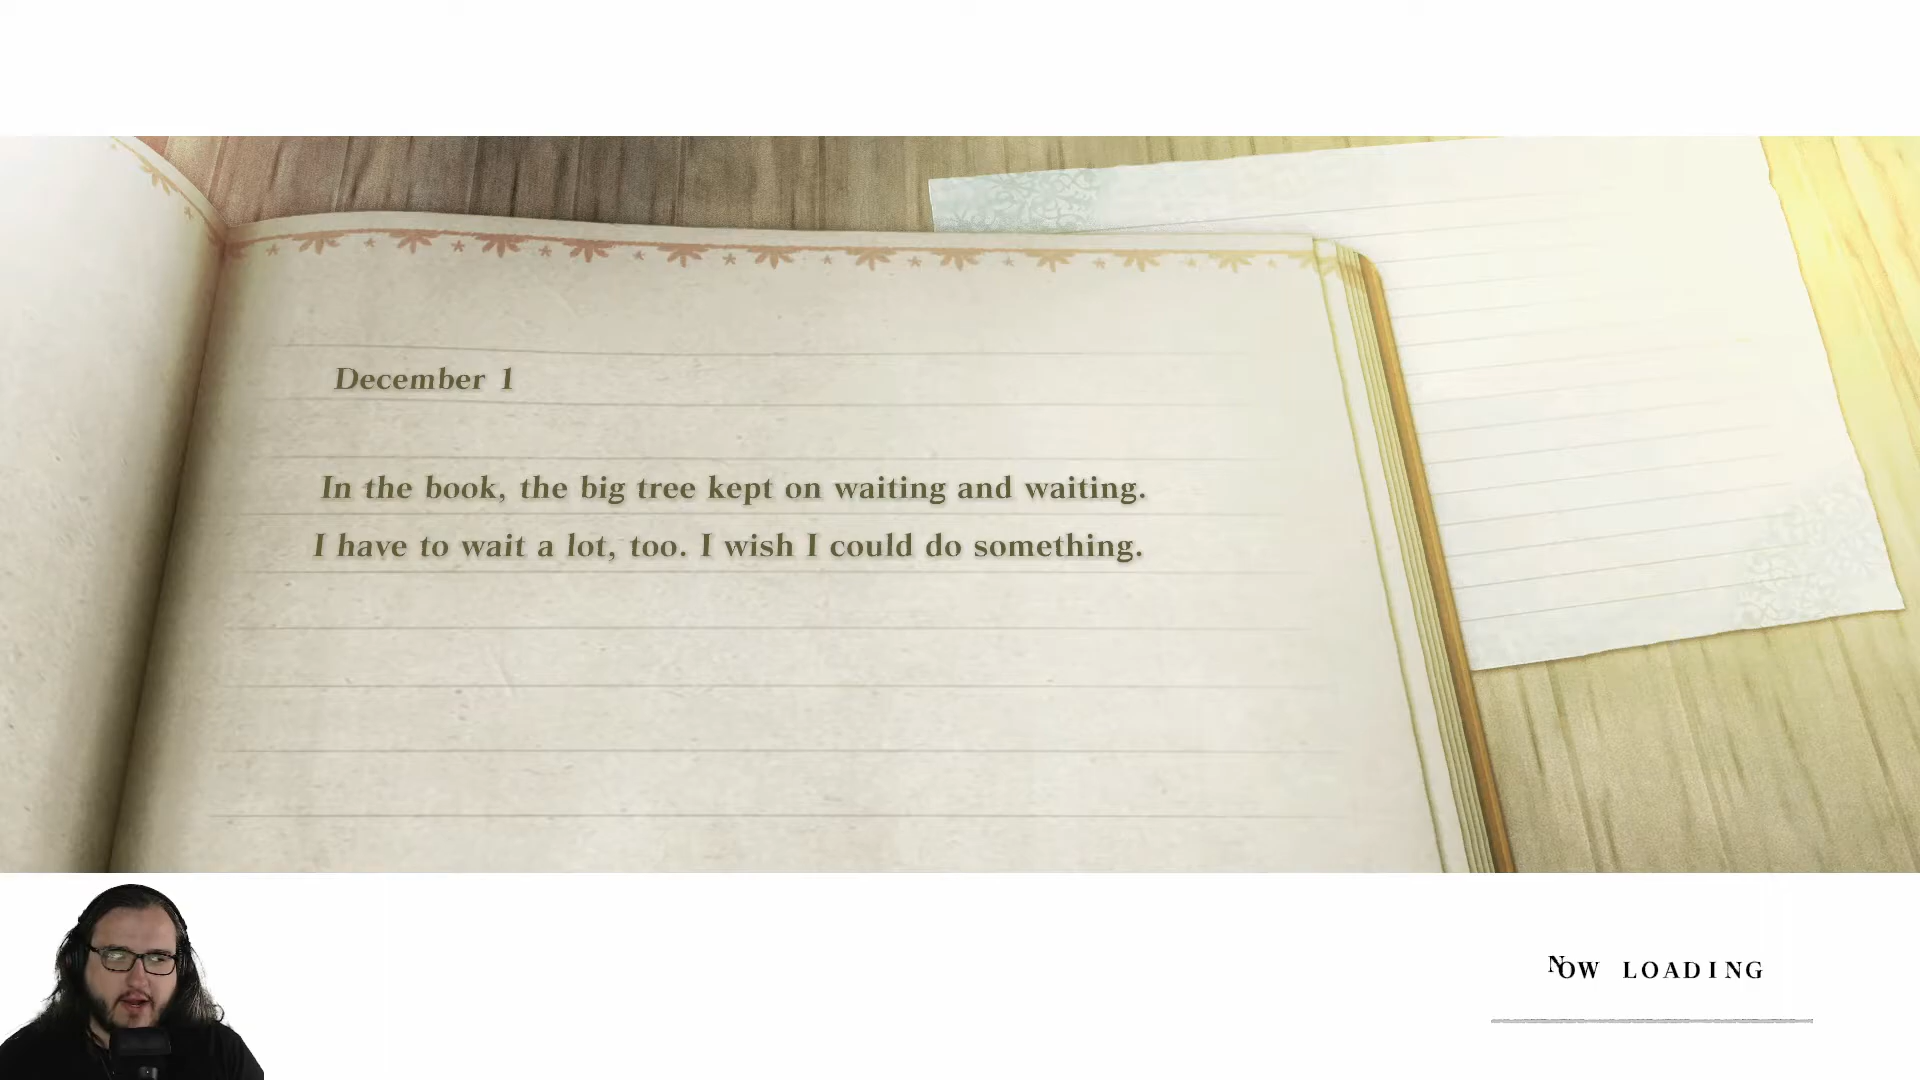 December 1
In the book, the big tree kept on waiting and waiting.
I have to wait a lot, too. I wish I could do something.
NOW LOADING